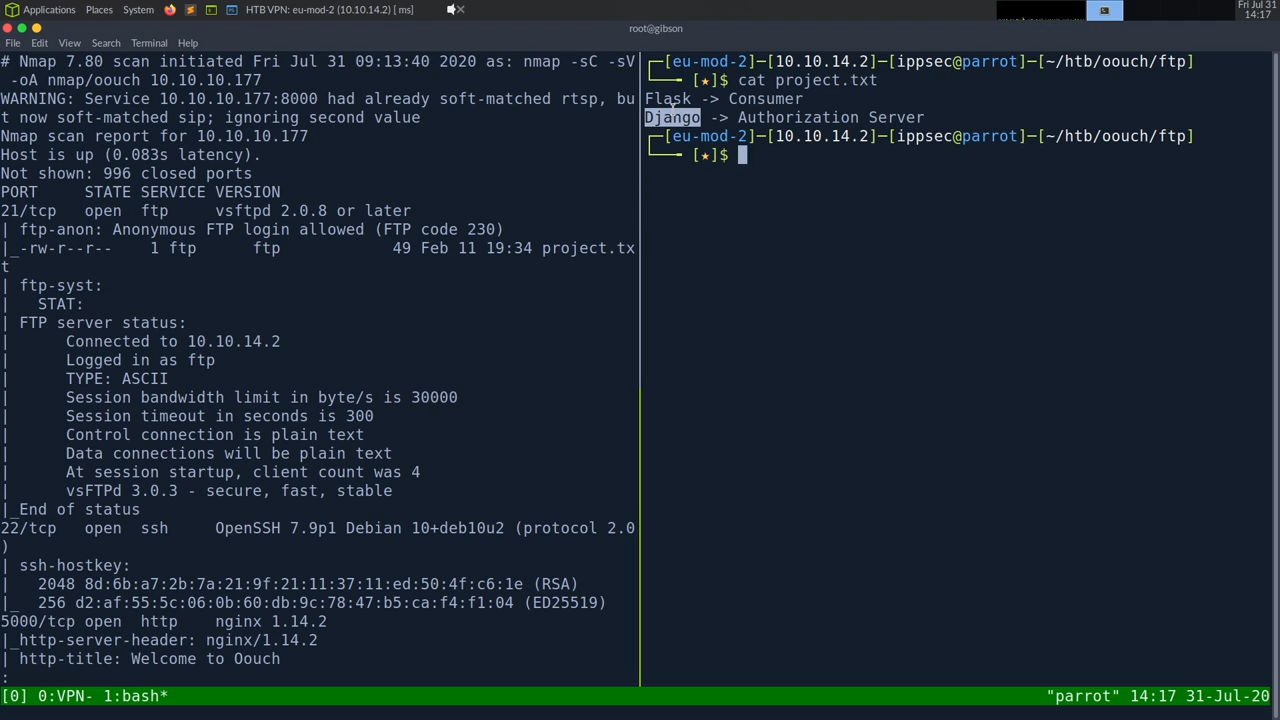 Applications Places System HTB VPN: eu-mod-2 (10.10.14.2) [ ms] Fri Jul 31
14:17
root@gibson
File Edit View Search Terminal Help
# Nmap 7.80 scan initiated Fri Jul 31 09:13:40 2020 as: nmap -sC -sV
 -oA nmap/oouch 10.10.10.177
WARNING: Service 10.10.10.177:8000 had already soft-matched rtsp, bu
t now soft-matched sip; ignoring second value
Nmap scan report for 10.10.10.177
Host is up (0.083s latency).
Not shown: 996 closed ports
PORT     STATE SERVICE VERSION
21/tcp   open  ftp     vsftpd 2.0.8 or later
| ftp-anon: Anonymous FTP login allowed (FTP code 230)
|_-rw-r--r--    1 ftp      ftp            49 Feb 11 19:34 project.tx
t
| ftp-syst:
|   STAT:
| FTP server status:
|      Connected to 10.10.14.2
|      Logged in as ftp
|      TYPE: ASCII
|      Session bandwidth limit in byte/s is 30000
|      Session timeout in seconds is 300
|      Control connection is plain text
|      Data connections will be plain text
|      At session startup, client count was 4
|      vsFTPd 3.0.3 - secure, fast, stable
|_End of status
22/tcp   open  ssh     OpenSSH 7.9p1 Debian 10+deb10u2 (protocol 2.0
)
| ssh-hostkey:
|   2048 8d:6b:a7:2b:7a:21:9f:21:11:37:11:ed:50:4f:c6:1e (RSA)
|_  256 d2:af:55:5c:06:0b:60:db:9c:78:47:b5:ca:f4:f1:04 (ED25519)
5000/tcp open  http    nginx 1.14.2
|_http-server-header: nginx/1.14.2
| http-title: Welcome to Oouch
:
┌─[eu-mod-2]─[10.10.14.2]─[ippsec@parrot]─[~/htb/oouch/ftp]
└──╼ [★]$ cat project.txt
Flask -> Consumer
Django -> Authorization Server
┌─[eu-mod-2]─[10.10.14.2]─[ippsec@parrot]─[~/htb/oouch/ftp]
└──╼ [★]$
[0] 0:VPN- 1:bash* "parrot" 14:17 31-Jul-20